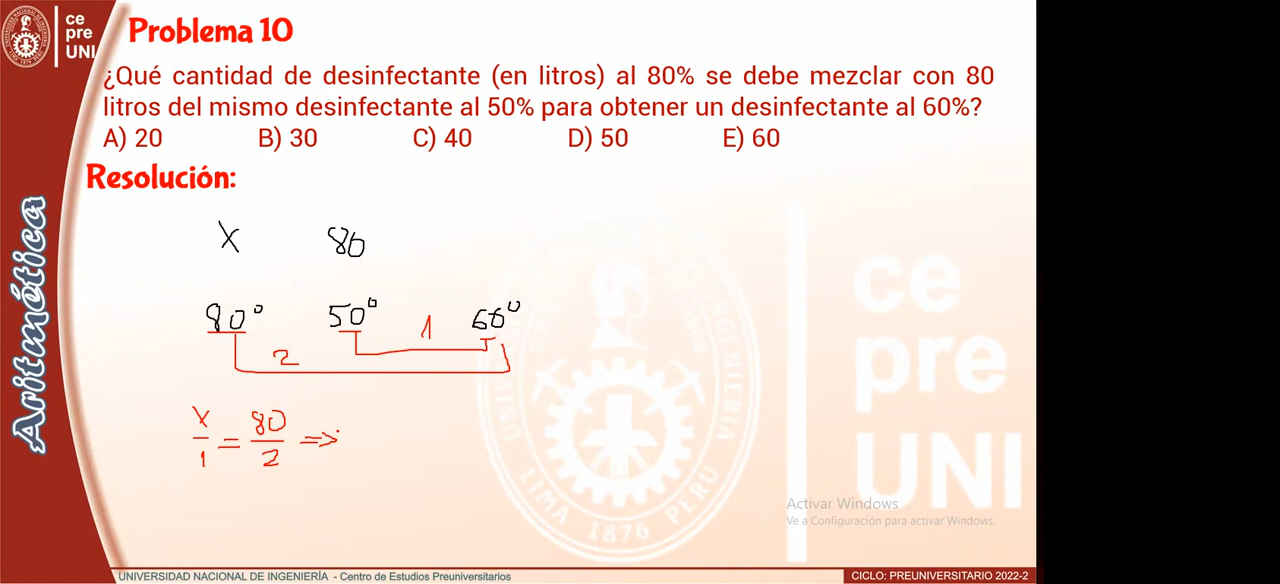 Problema 10
ce
pre
UNI
¿Qué cantidad de desinfectante (en litros) al 80% se debe mezclar con 80
litros del mismo desinfectante al 50% para obtener un desinfectante al 60%?
A) 20 B) 30 C) 40 D) 50 E) 60
Resolución:
x 80
80° 50° 60°
1
2
x/1 = 80/2 =>
Aritmética
ce
pre
UNI
LIMA 1876 PERU
Activar Windows
Ve a Configuración para activar Windows.
UNIVERSIDAD NACIONAL DE INGENIERÍA - Centro de Estudios Preuniversitarios
CICLO: PREUNIVERSITARIO 2022-2